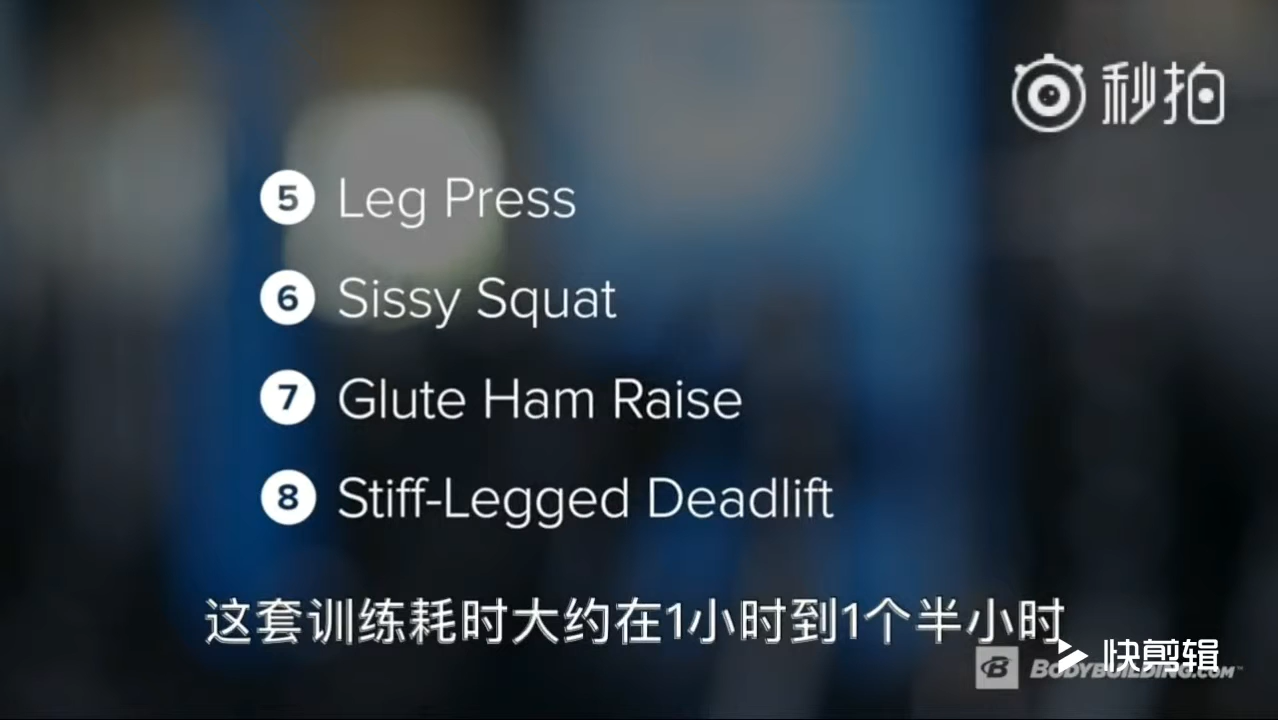 秒拍
5 Leg Press
6 Sissy Squat
7 Glute Ham Raise
8 Stiff-Legged Deadlift
这套训练耗时大约在1小时到1个半小时
快剪辑
B BODYBUILDING.COM™